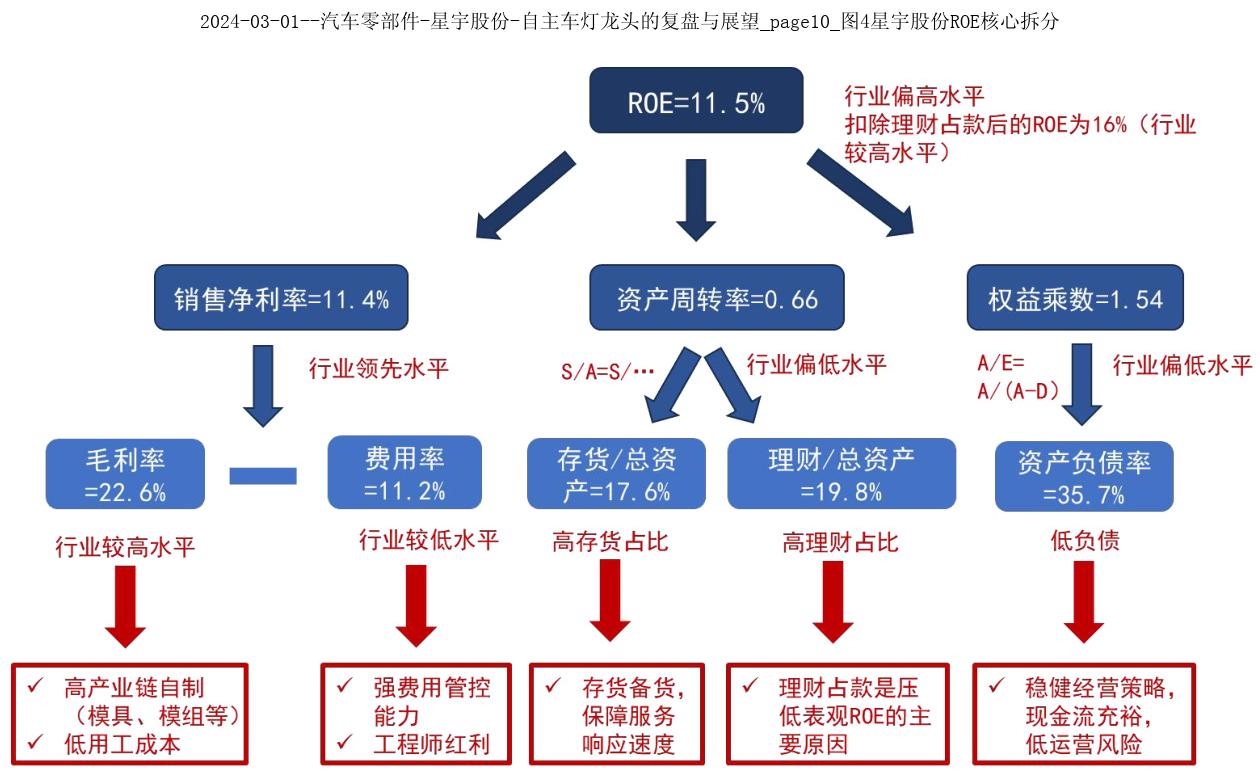 2024-03-01--汽车零部件-星宇股份-自主车灯龙头的复盘与展望_page10_图4星宇股份ROE核心拆分
ROE=11.5%
行业偏高水平
扣除理财占款后的ROE为16%（行业
较高水平）
销售净利率=11.4%
资产周转率=0.66
权益乘数=1.54
行业领先水平
S/A=S/…
行业偏低水平
A/E=
A/(A-D)
行业偏低水平
毛利率
=22.6%
费用率
=11.2%
存货/总资
产=17.6%
理财/总资产
=19.8%
资产负债率
=35.7%
行业较高水平
行业较低水平
高存货占比
高理财占比
低负债
✓ 高产业链自制
（模具、模组等）
✓ 低用工成本
✓ 强费用管控
能力
✓ 工程师红利
✓ 存货备货，
保障服务
响应速度
✓ 理财占款是压
低表观ROE的主
要原因
✓ 稳健经营策略，
现金流充裕，
低运营风险